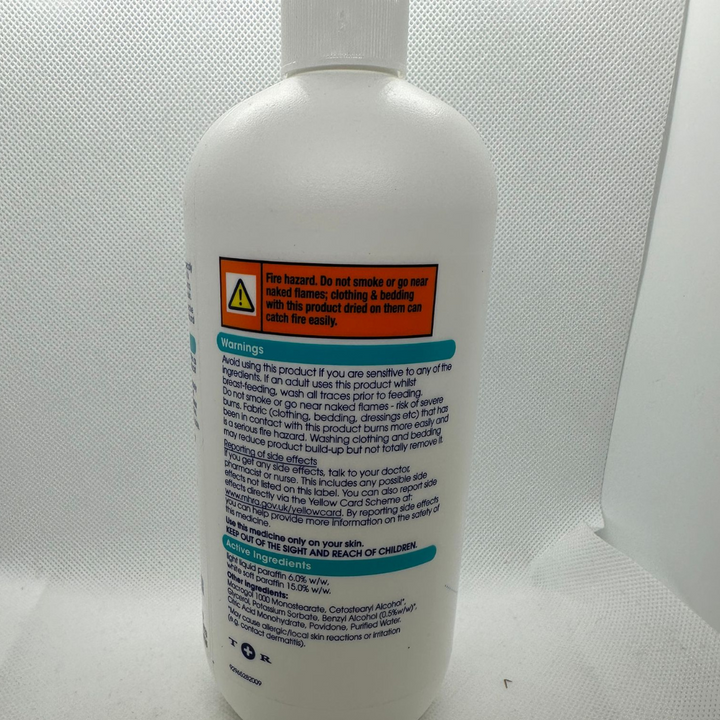 Fire hazard. Do not smoke or go near
naked flames; clothing & bedding
with this product dried on them can
catch fire easily.
Warnings
Avoid using this product if you are sensitive to any of the
ingredients. If an adult uses this product whilst
breast-feeding, wash all traces prior to feeding.
Do not smoke or go near naked flames - risk of severe
burns. Fabric (clothing, bedding, dressings etc) that has
been in contact with this product burns more easily and
is a serious fire hazard. Washing clothing and bedding
may reduce product build-up but not totally remove it.
Reporting of side effects
If you get any side effects, talk to your doctor,
pharmacist or nurse. This includes any possible side
effects not listed on this label. You can also report side
effects directly via the Yellow Card Scheme at:
www.mhra.gov.uk/yellowcard. By reporting side effects
you can help provide more information on the safety of
this medicine.
Use this medicine only on your skin.
KEEP OUT OF THE SIGHT AND REACH OF CHILDREN.
Active ingredients
light liquid paraffin 6.0% w/w,
white soft paraffin 15.0% w/w.
Other ingredients:
Macrogol 1000 Monostearate, Cetostearyl Alcohol*,
Glycerol, Potassium Sorbate, Benzyl Alcohol (0.5%w/w)*,
Citric Acid Monohydrate, Povidone, Purified Water.
*May cause allergic/local skin reactions or irritation
(e.g. contact dermatitis).
T R